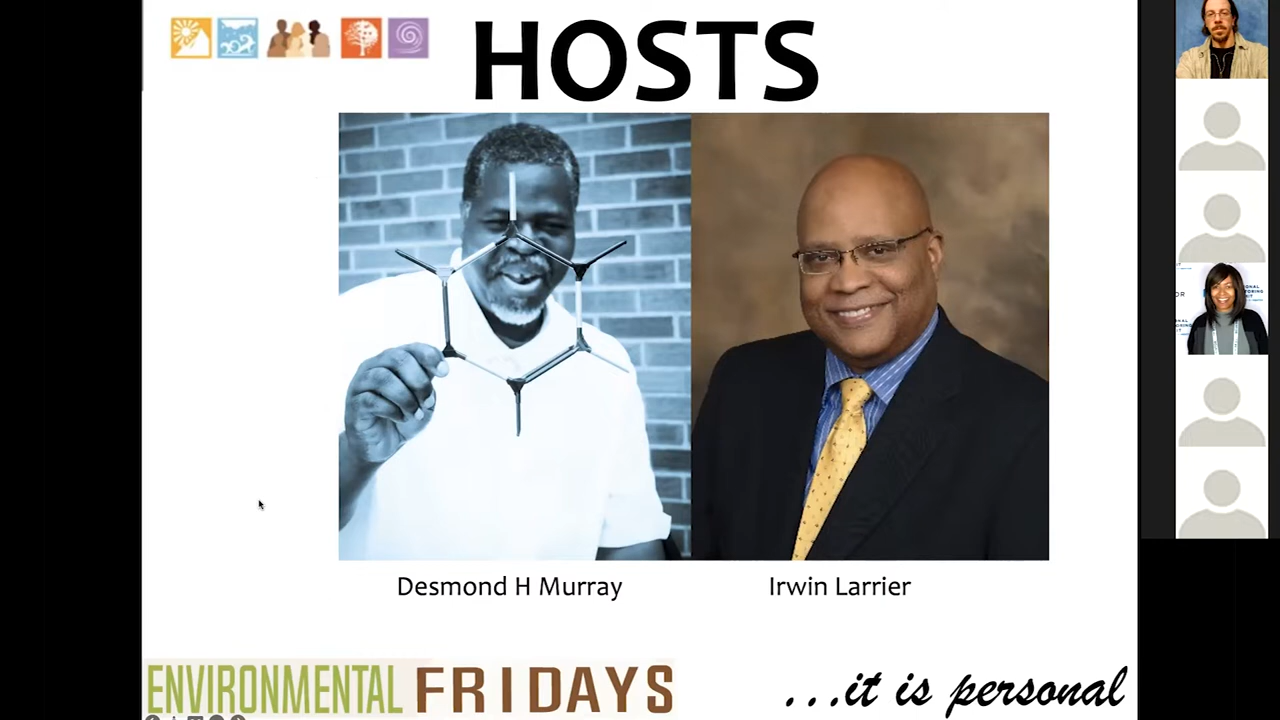 HOSTS
Desmond H Murray
Irwin Larrier
ENVIRONMENTAL FRIDAYS
...it is personal